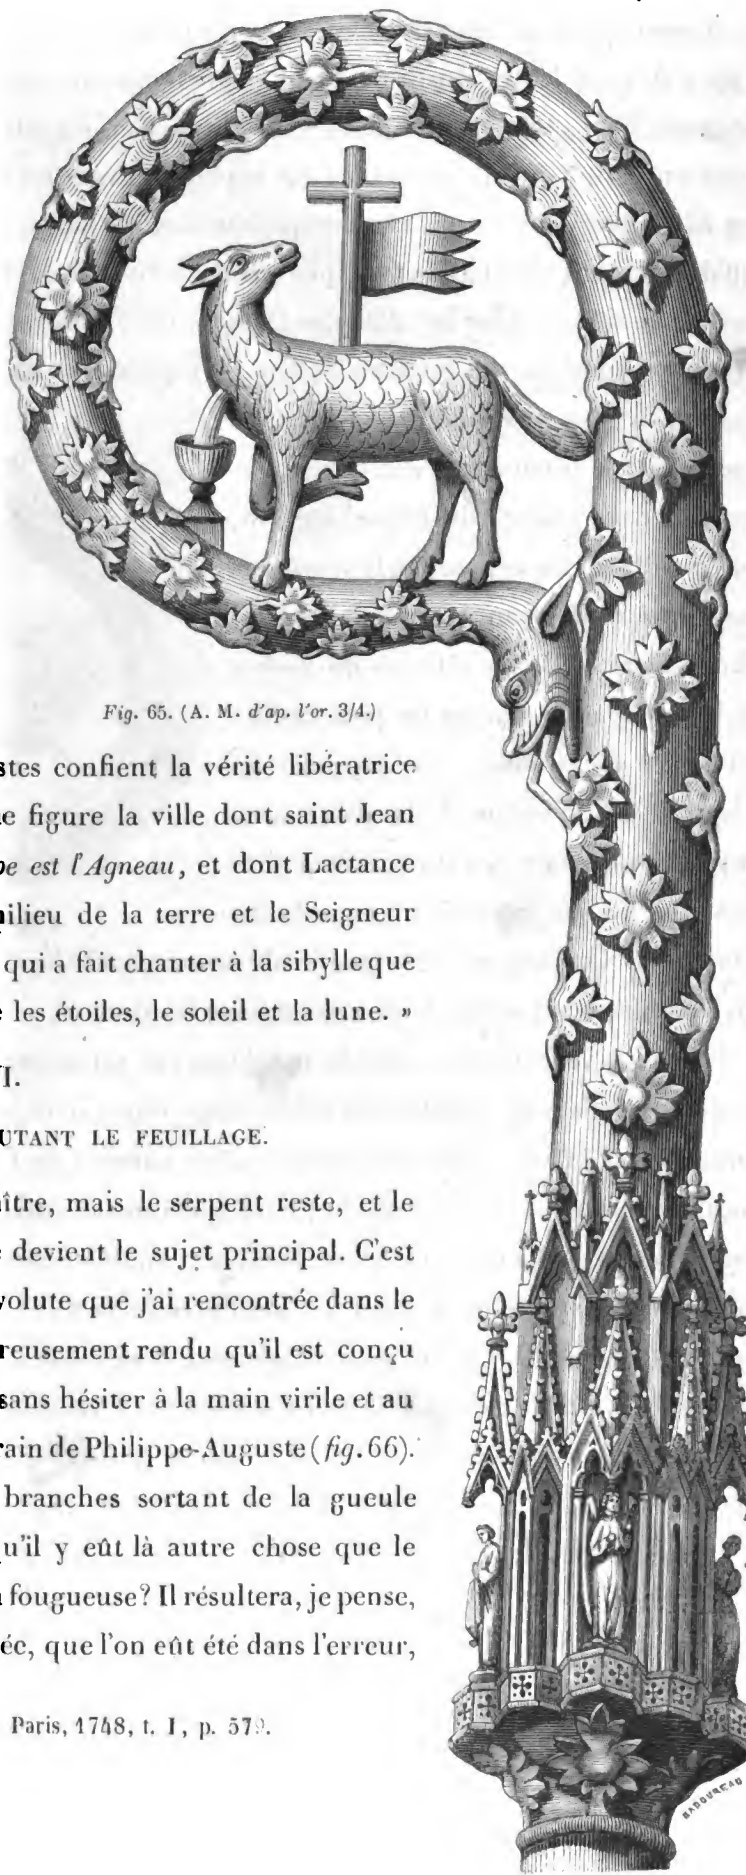 Fig. 65. (A. M. d'ap. l'or. 3/4.)
stes confient la vérité libératrice
e figure la ville dont saint Jean
pe est l'Agneau, et dont Lactance
nilieu de la terre et le Seigneur
qui a fait chanter à la sibylle que
e les étoiles, le soleil et la lune. »
I.
UTANT LE FEUILLAGE.
ître, mais le serpent reste, et le
e devient le sujet principal. C'est
volute que j'ai rencontrée dans le
reusement rendu qu'il est conçu
sans hésiter à la main virile et au
rain de Philippe-Auguste (fig. 66).
branches sortant de la gueule
qu'il y eût là autre chose que le
n fougueuse? Il résultera, je pense,
ée, que l'on eût été dans l'erreur,
Paris, 1748, t. I, p. 579.
BADOUREAU